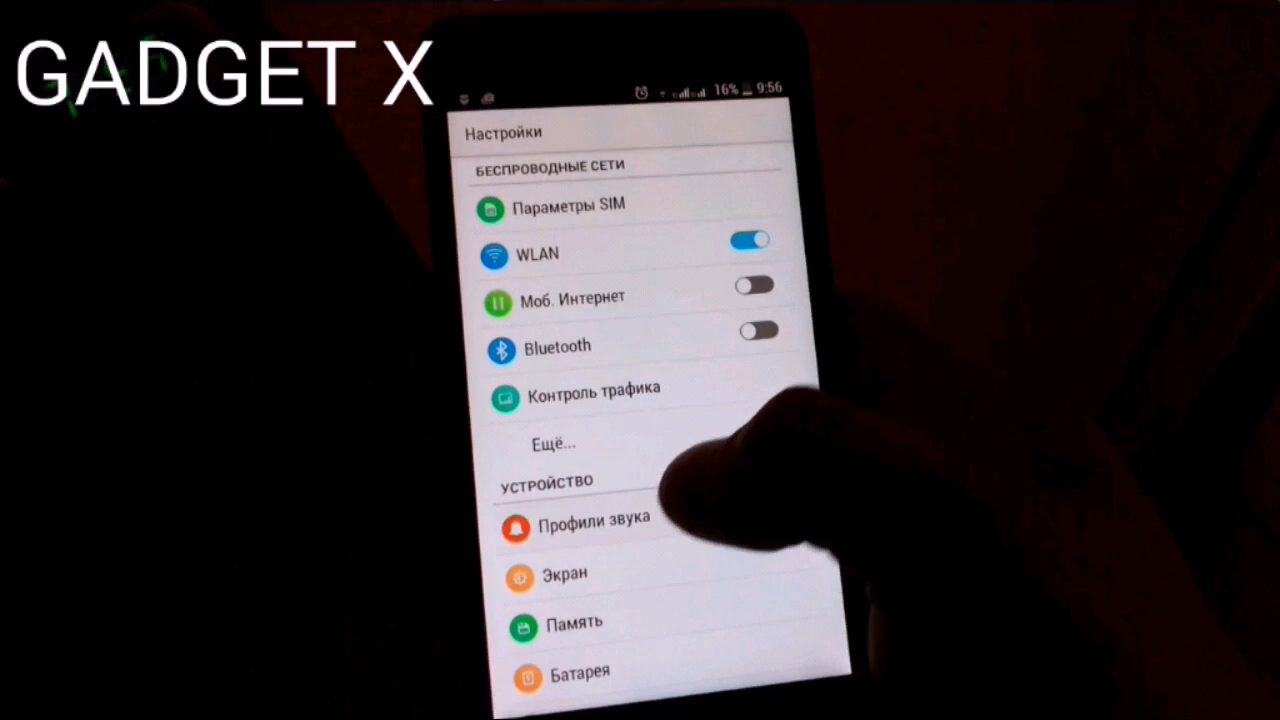 GADGET X
16% 9:56
Настройки
БЕСПРОВОДНЫЕ СЕТИ
Параметры SIM
WLAN
Моб. Интернет
Bluetooth
Контроль трафика
Ещё...
УСТРОЙСТВО
Профили звука
Экран
Память
Батарея